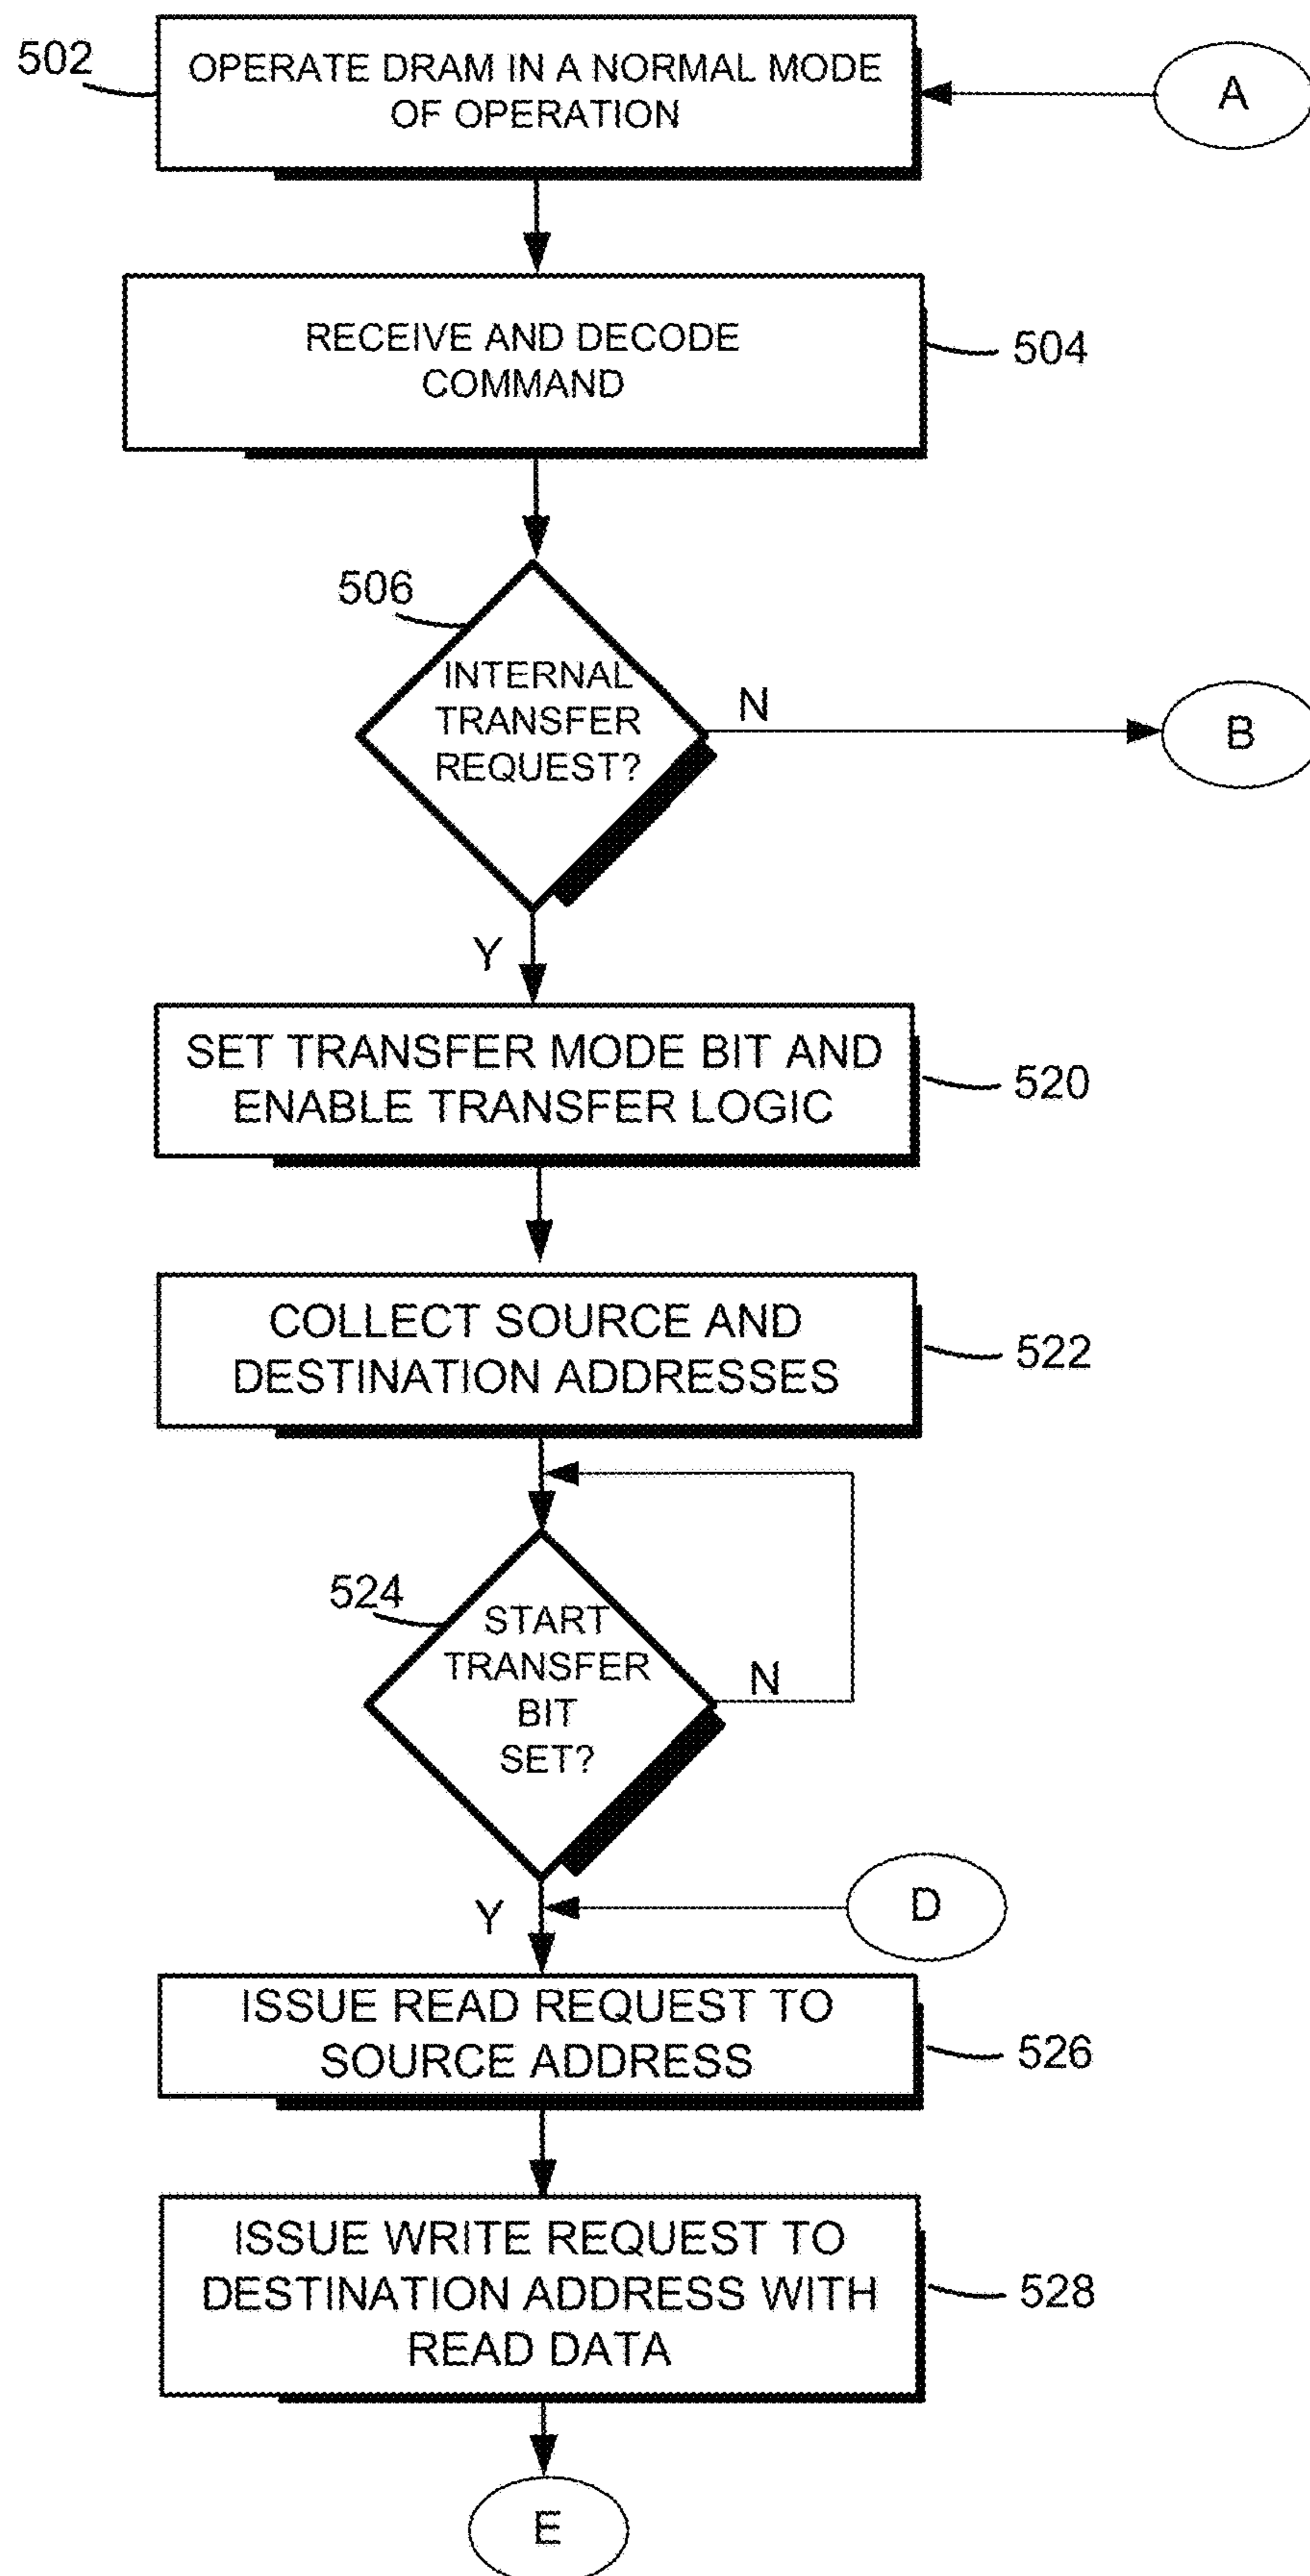 502
OPERATE DRAM IN A NORMAL MODE
OF OPERATION
A
RECEIVE AND DECODE
COMMAND
504
506
INTERNAL
TRANSFER
REQUEST?
N
B
Y
SET TRANSFER MODE BIT AND
ENABLE TRANSFER LOGIC
520
COLLECT SOURCE AND
DESTINATION ADDRESSES
522
524
START
TRANSFER
BIT
SET?
N
Y
D
ISSUE READ REQUEST TO
SOURCE ADDRESS
526
ISSUE WRITE REQUEST TO
DESTINATION ADDRESS WITH
READ DATA
528
E